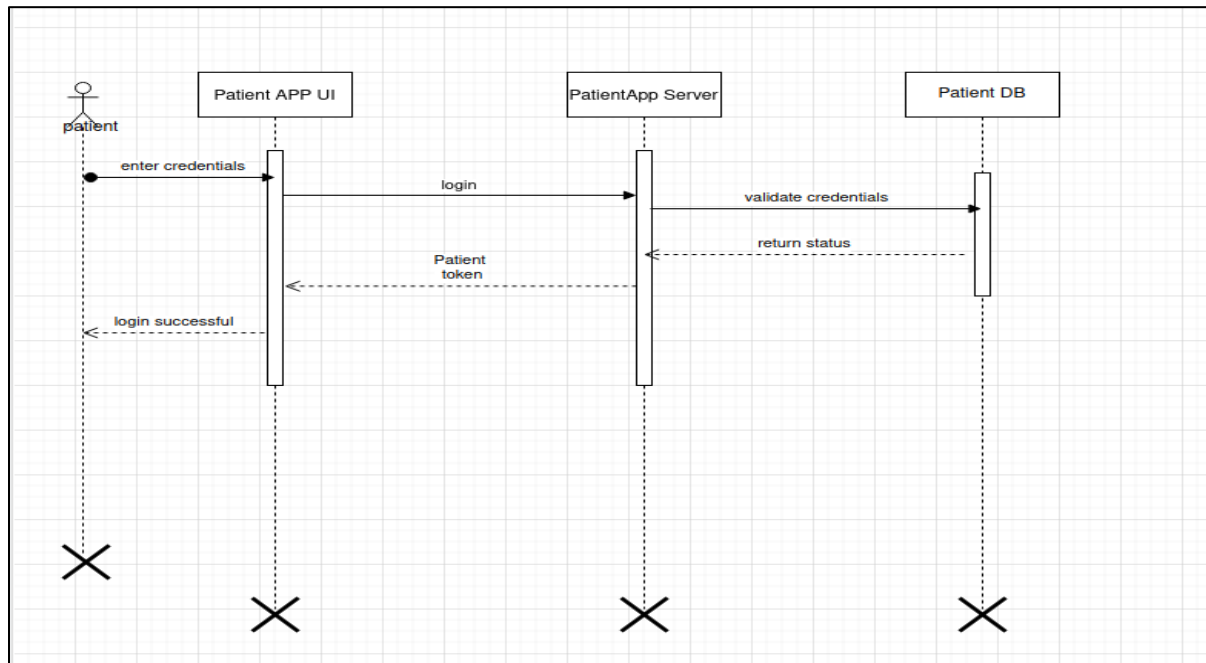 Patient APP UI
PatientApp Server
Patient DB
patient
enter credentials
login
validate credentials
return status
Patient
token
login successful